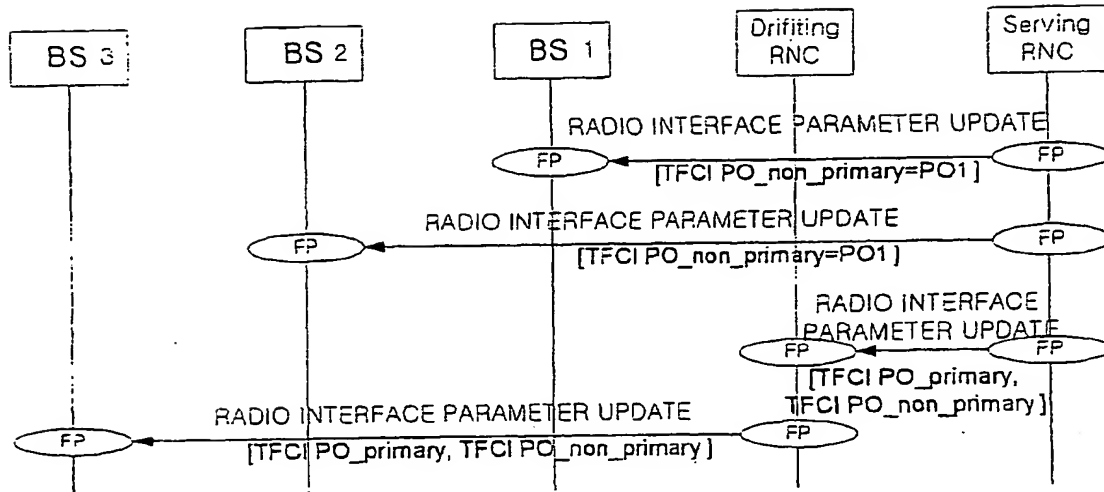 BS 3
BS 2
BS 1
Drifiting
RNC
Serving
RNC
RADIO INTERFACE PARAMETER UPDATE
FP
FP
[TFCI PO_non_primary=PO1]
RADIO INTERFACE PARAMETER UPDATE
FP
FP
[TFCI PO_non_primary=PO1]
RADIO INTERFACE
PARAMETER UPDATE
FP
FP
[TFCI PO_primary,
TFCI PO_non_primary]
RADIO INTERFACE PARAMETER UPDATE
FP
FP
[TFCI PO_primary, TFCI PO_non_primary]